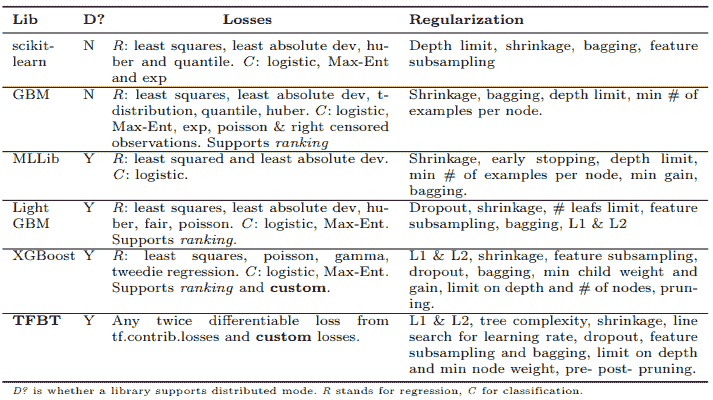 Lib D? Losses Regularization
scikit- N R: least squares, least absolute dev, hu- Depth limit, shrinkage, bagging, feature
learn ber and quantile. C: logistic, Max-Ent subsampling
and exp
GBM N R: least squares, least absolute dev, t- Shrinkage, bagging, depth limit, min # of
distribution, quantile, huber. C: logistic, examples per node.
Max-Ent, exp, poisson & right censored
observations. Supports ranking
MLLib Y R: least squared and least absolute dev. Shrinkage, early stopping, depth limit,
C: logistic. min # of examples per node, min gain,
bagging.
Light Y R: least squares, least absolute dev, hu- Dropout, shrinkage, # leafs limit, feature
GBM ber, fair, poisson. C: logistic, Max-Ent. subsampling, bagging, L1 & L2
Supports ranking.
XGBoost Y R: least squares, poisson, gamma, L1 & L2, shrinkage, feature subsampling,
tweedie regression. C: logistic, Max-Ent. dropout, bagging, min child weight and
Supports ranking and custom. gain, limit on depth and # of nodes, prun-
ing.
TFBT Y Any twice differentiable loss from L1 & L2, tree complexity, shrinkage, line
tf.contrib.losses and custom losses. search for learning rate, dropout, feature
subsampling and bagging, limit on depth
and min node weight, pre- post- pruning.
D? is whether a library supports distributed mode. R stands for regression, C for classification.